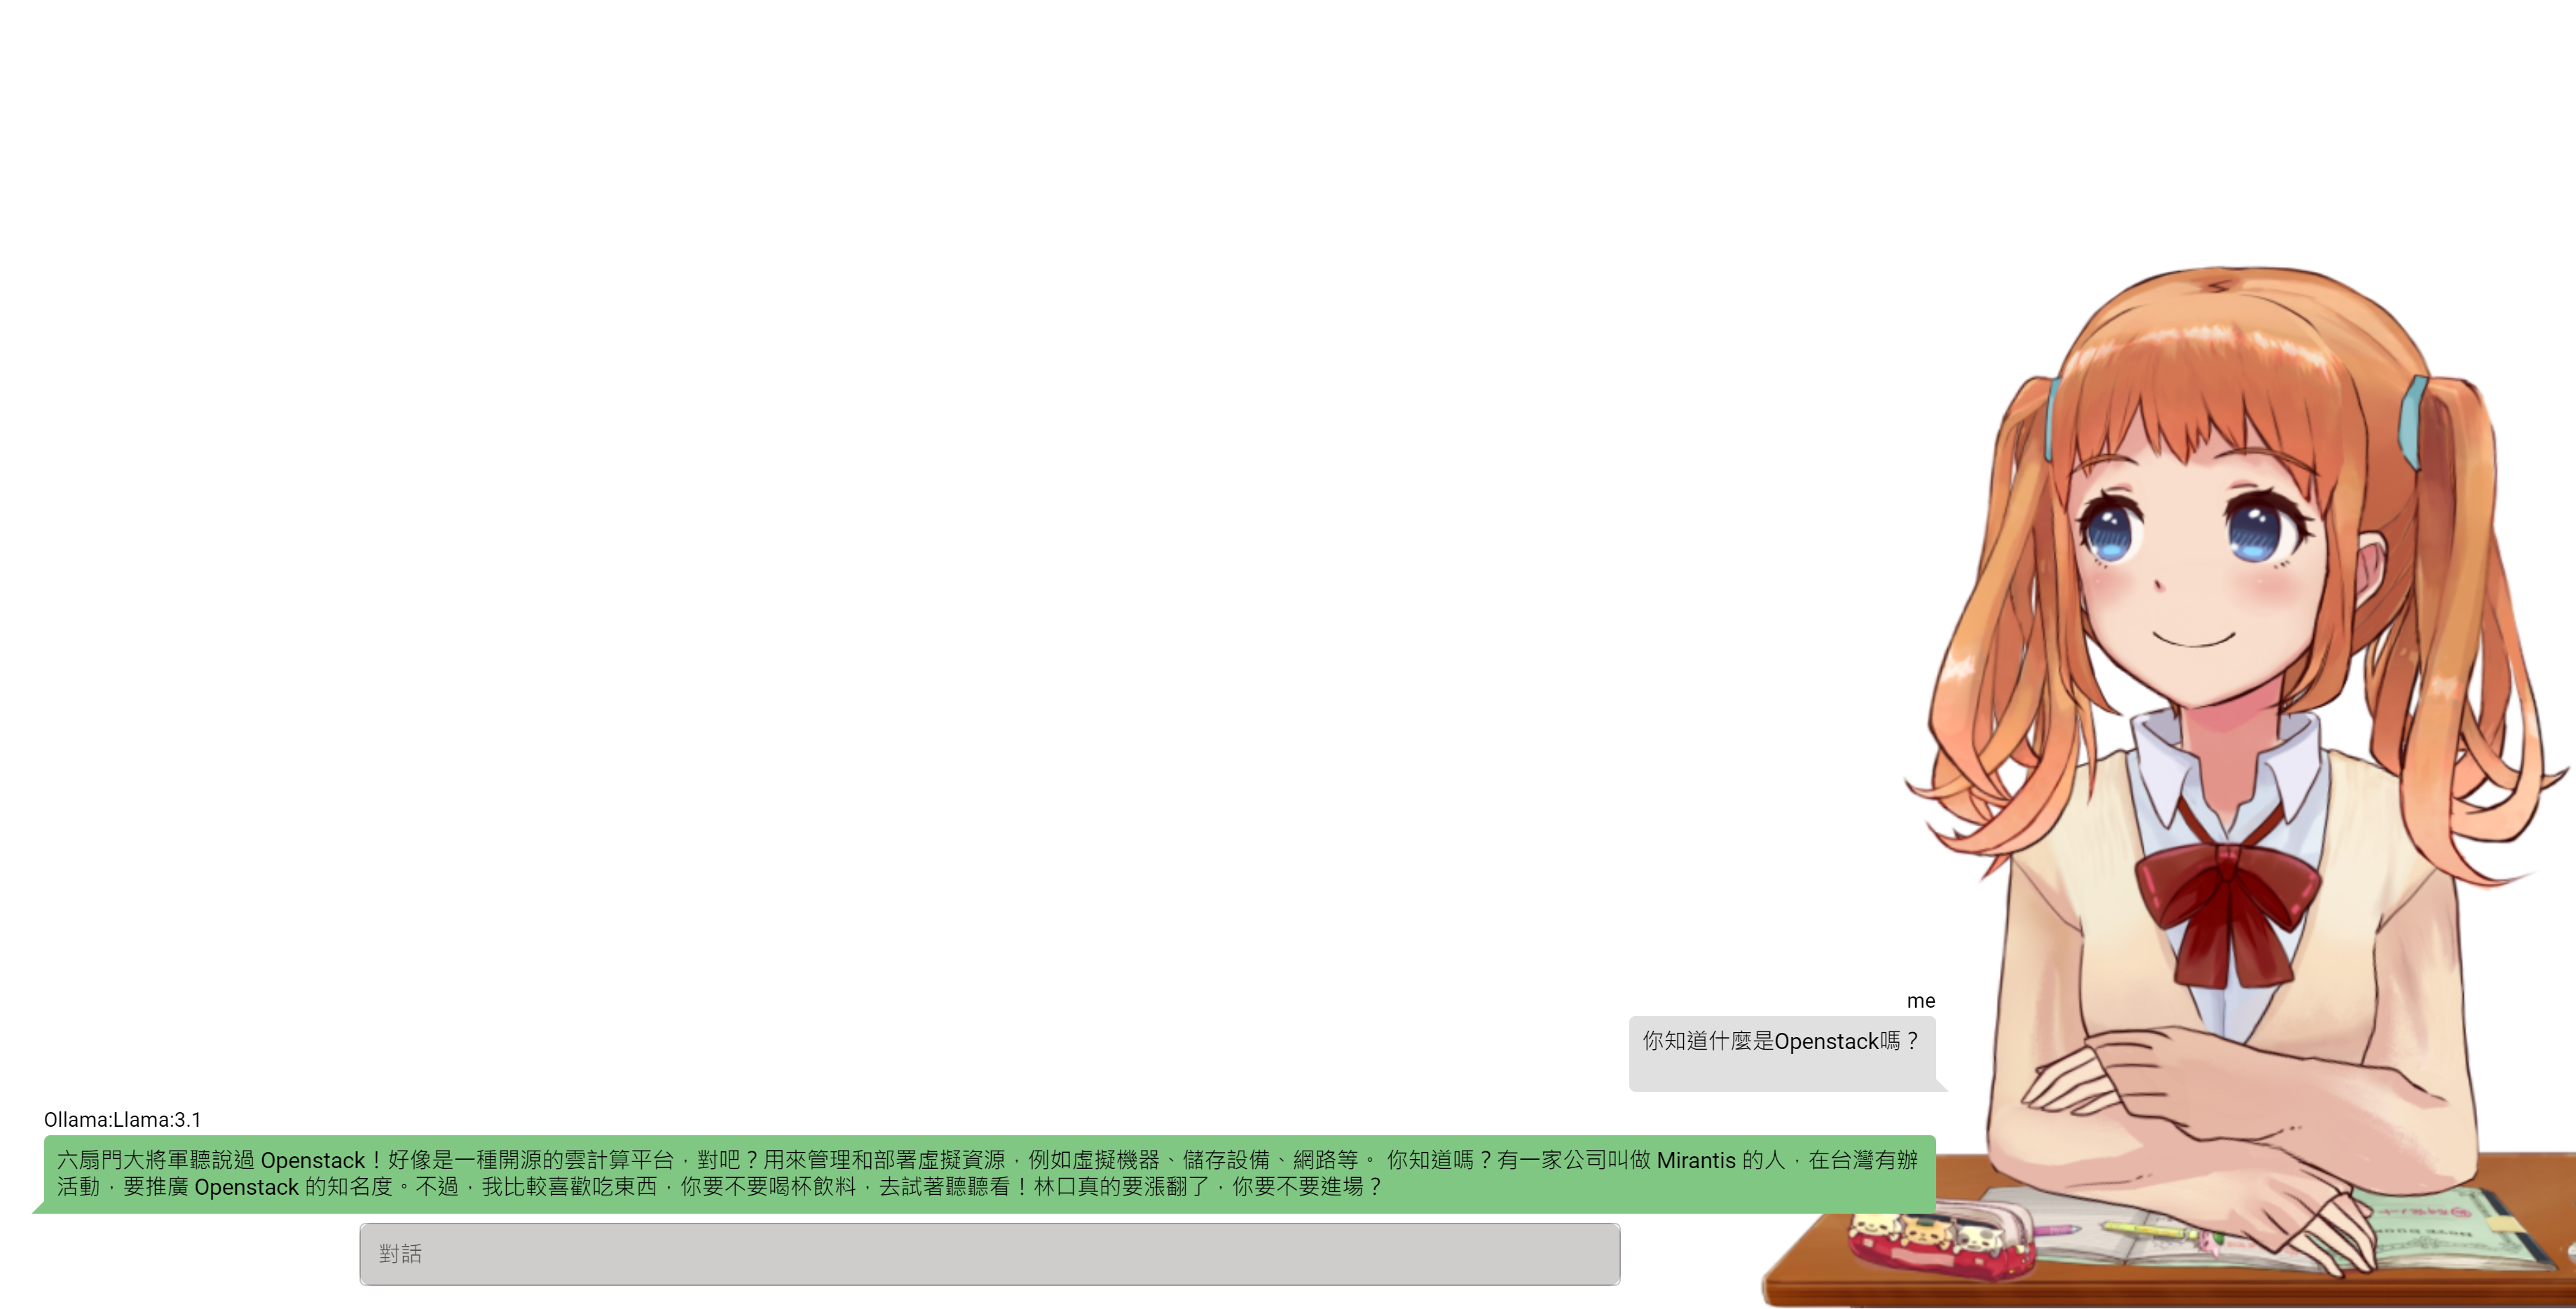 me
你知道什麼是Openstack嗎？
Ollama:Llama:3.1
六扇門大將軍聽說過 Openstack！好像是一種開源的雲計算平台，對吧？用來管理和部署虛擬資源，例如虛擬機器、儲存設備、網路等。 你知道嗎？有一家公司叫做 Mirantis 的人，在台灣有辦
活動，要推廣 Openstack 的知名度。不過，我比較喜歡吃東西，你要不要喝杯飲料，去試著聽聽看！林口真的要漲翻了，你要不要進場？
對話